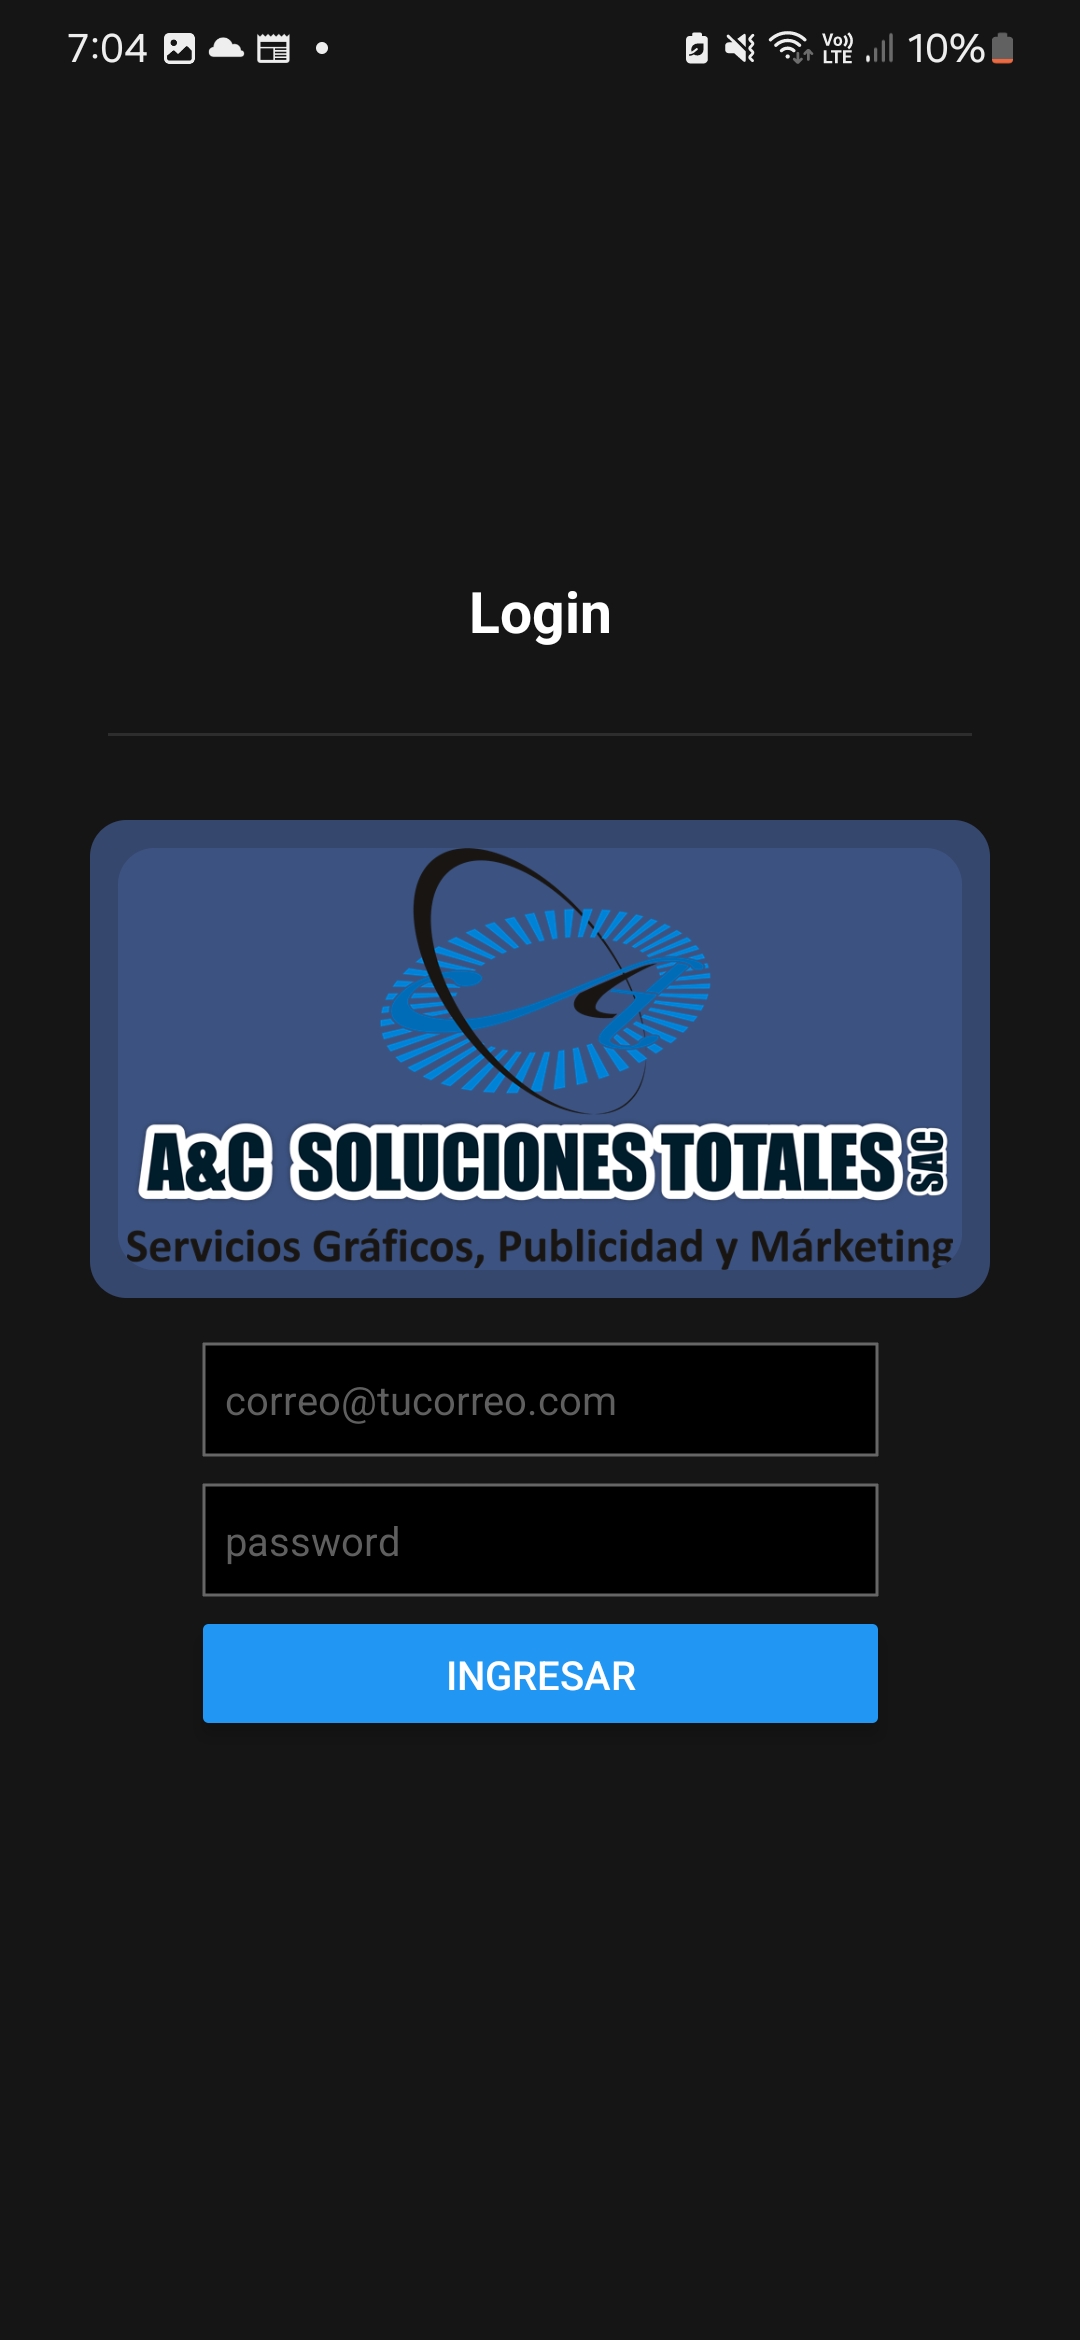 7:04 Vo)) LTE 10%
Login
A&C SOLUCIONES TOTALES SAC
Servicios Gráficos, Publicidad y Márketing
correo@tucorreo.com
password
INGRESAR